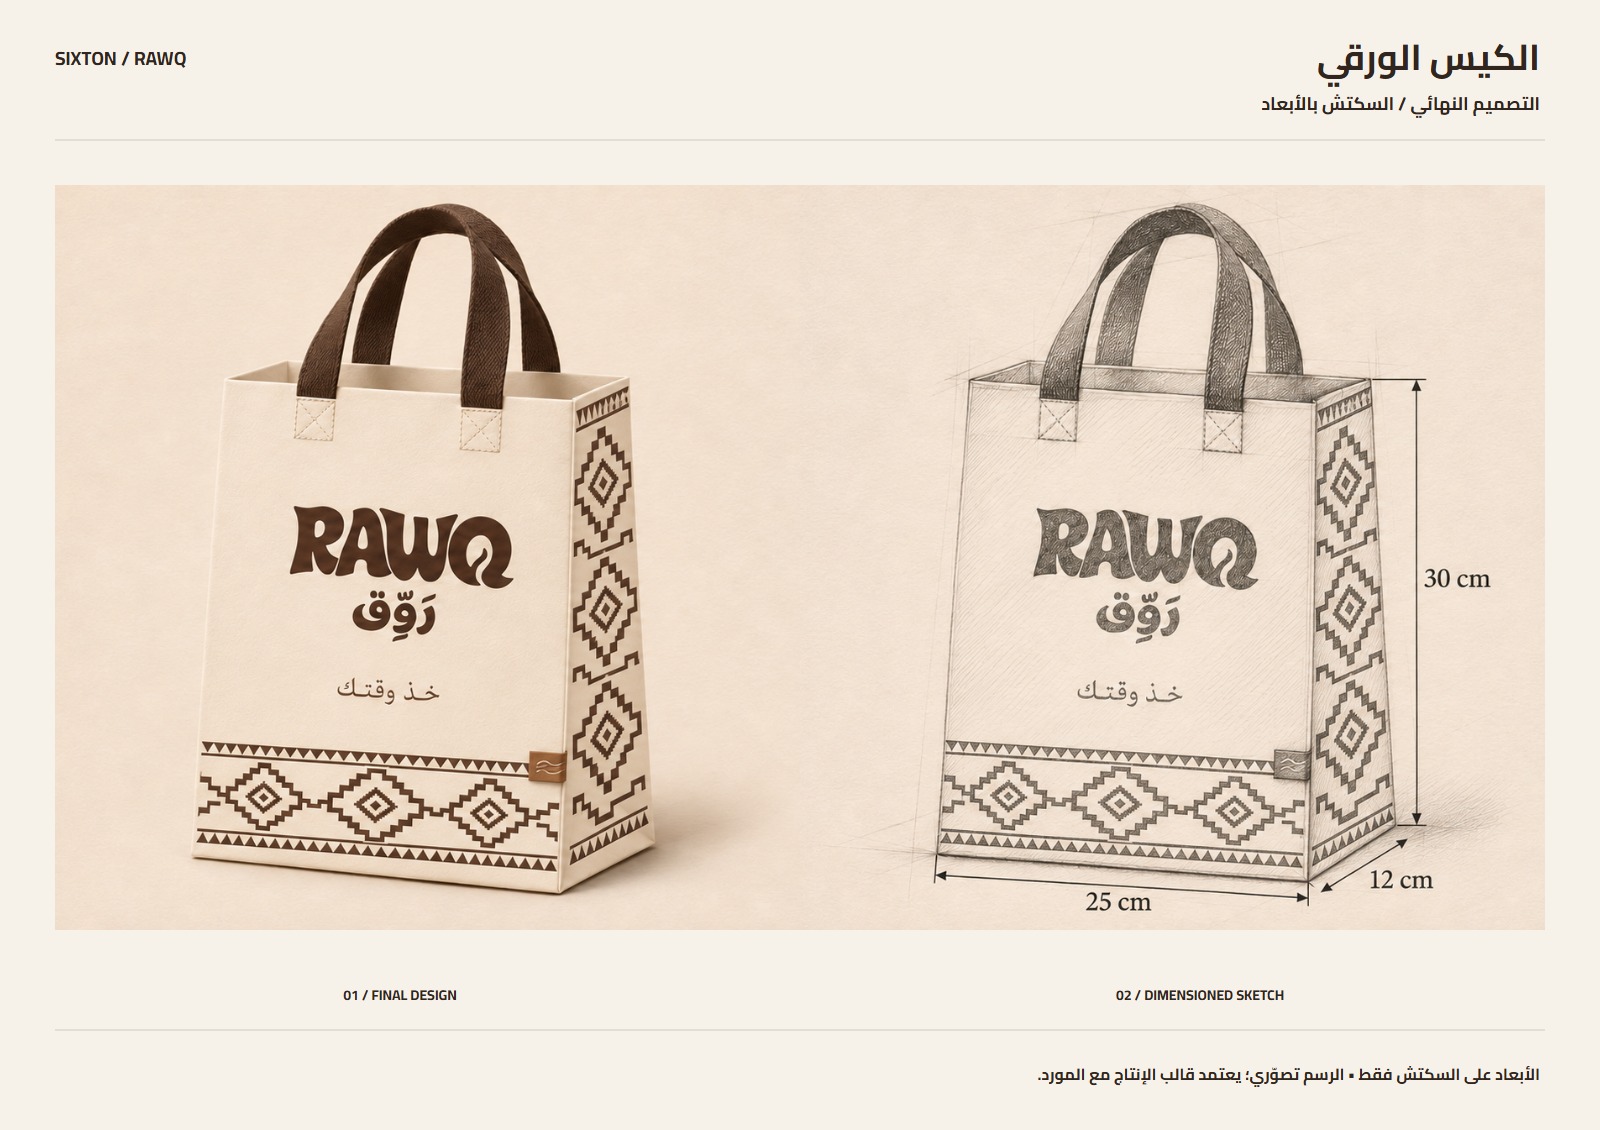 SIXTON / RAWQ
الكيس الورقي
التصميم النهائي / السكتش بالأبعاد
RAWQ
رَوِّق
خذ وقتك
RAWQ
رَوِّق
خذ وقتك
30 cm
12 cm
25 cm
01 / FINAL DESIGN
02 / DIMENSIONED SKETCH
الأبعاد على السكتش فقط • الرسم تصوّري؛ يعتمد قالب الإنتاج مع المورد.